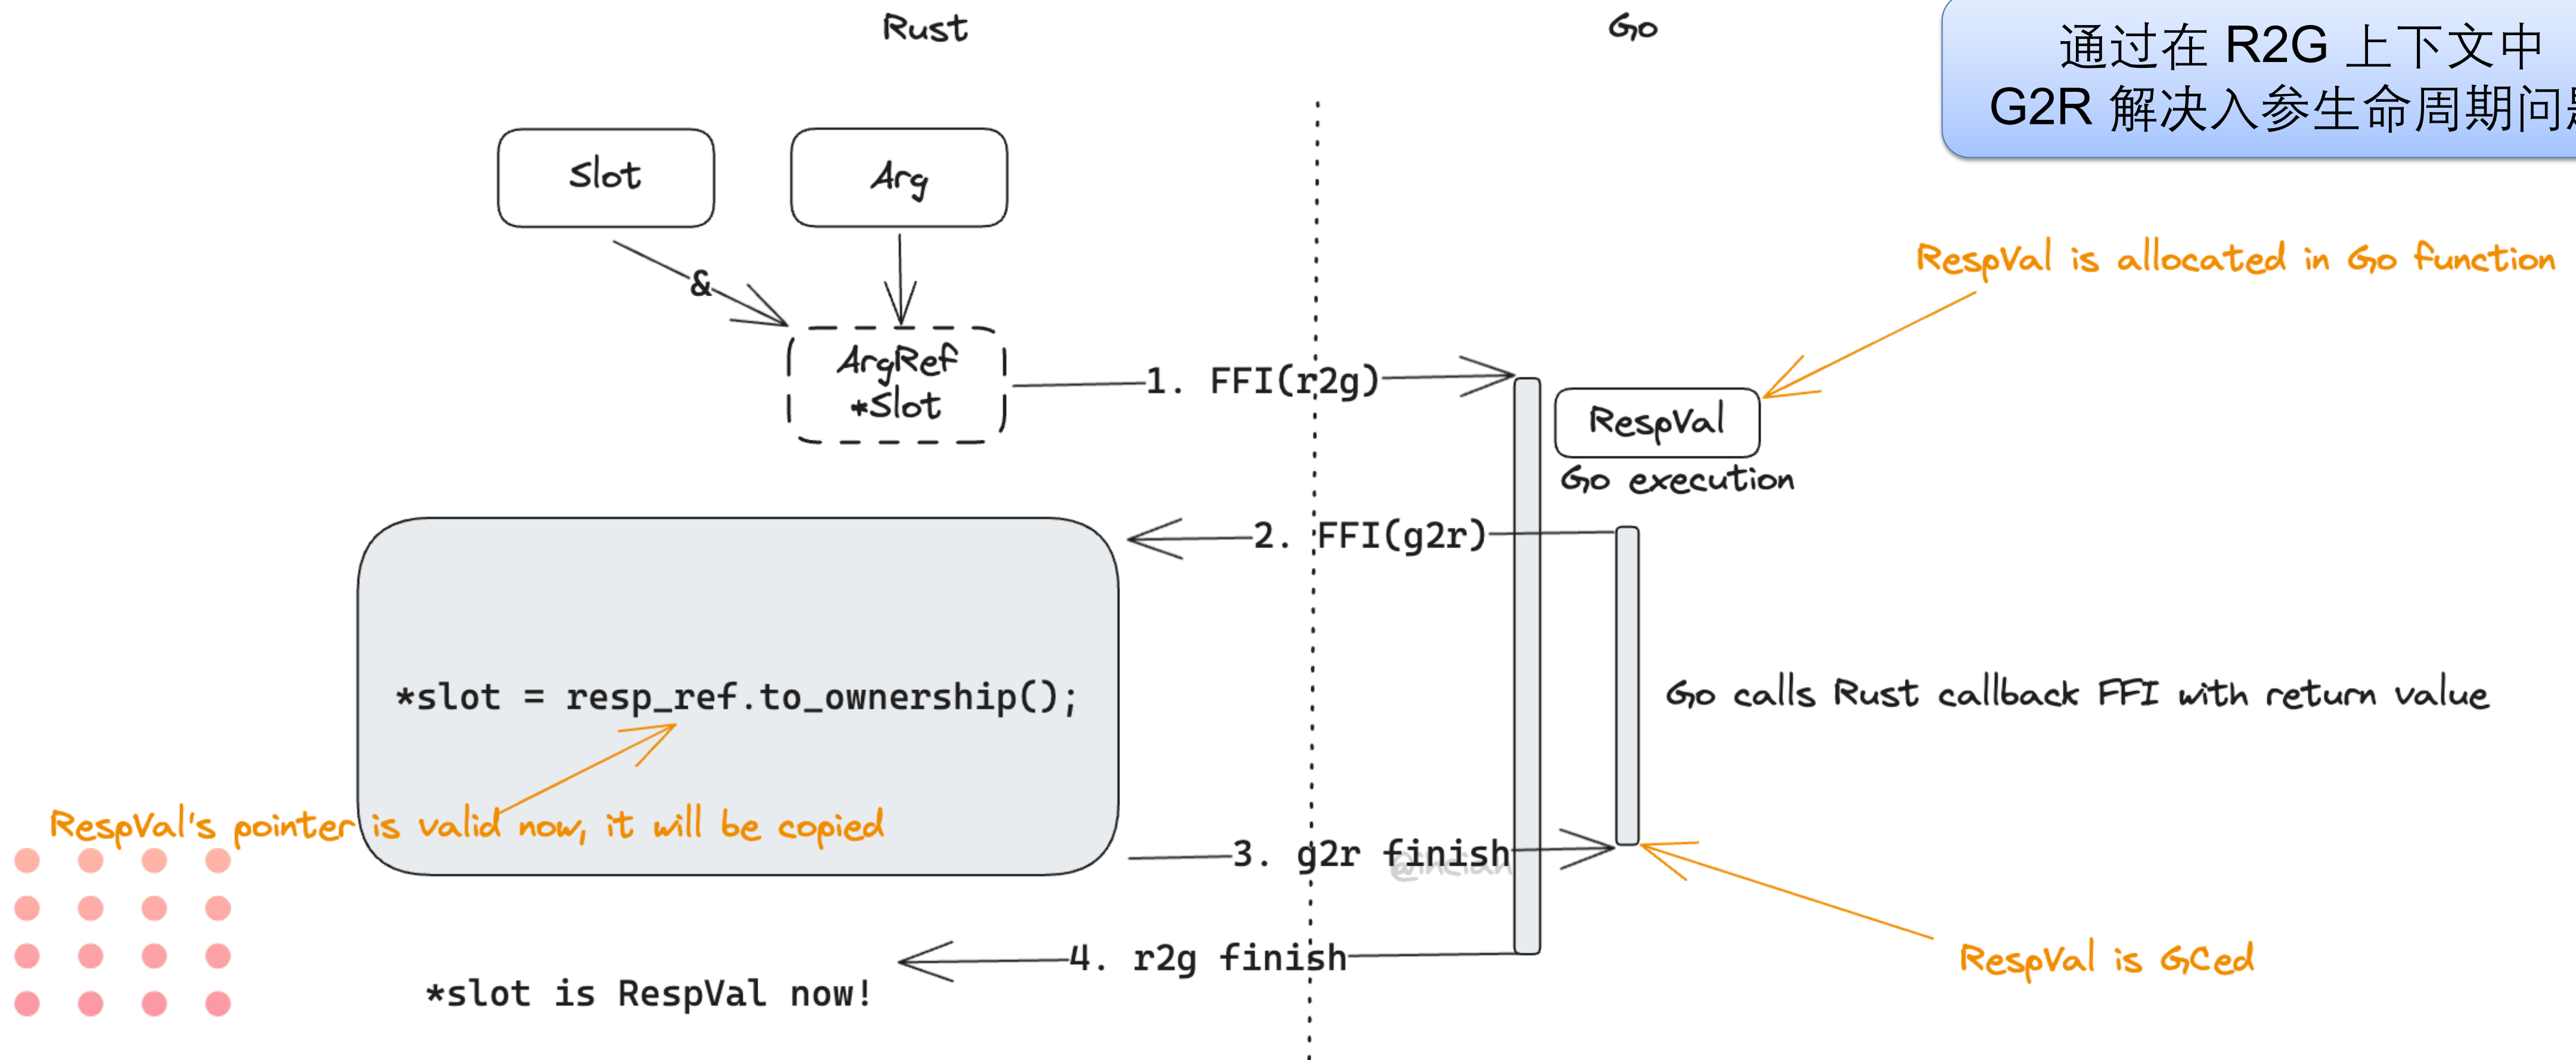 Rust
Go
通过在 R2G 上下文中
G2R 解决入参生命周期问
Slot
Arg
&
RespVal is allocated in Go function
ArgRef
*Slot
1. FFI(r2g)
RespVal
Go execution
2. FFI(g2r)
*slot = resp_ref.to_ownership();
Go calls Rust callback FFI with return value
RespVal's pointer is valid now, it will be copied
3. g2r finish
@ihcian
4. r2g finish
RespVal is GCed
*slot is RespVal now!